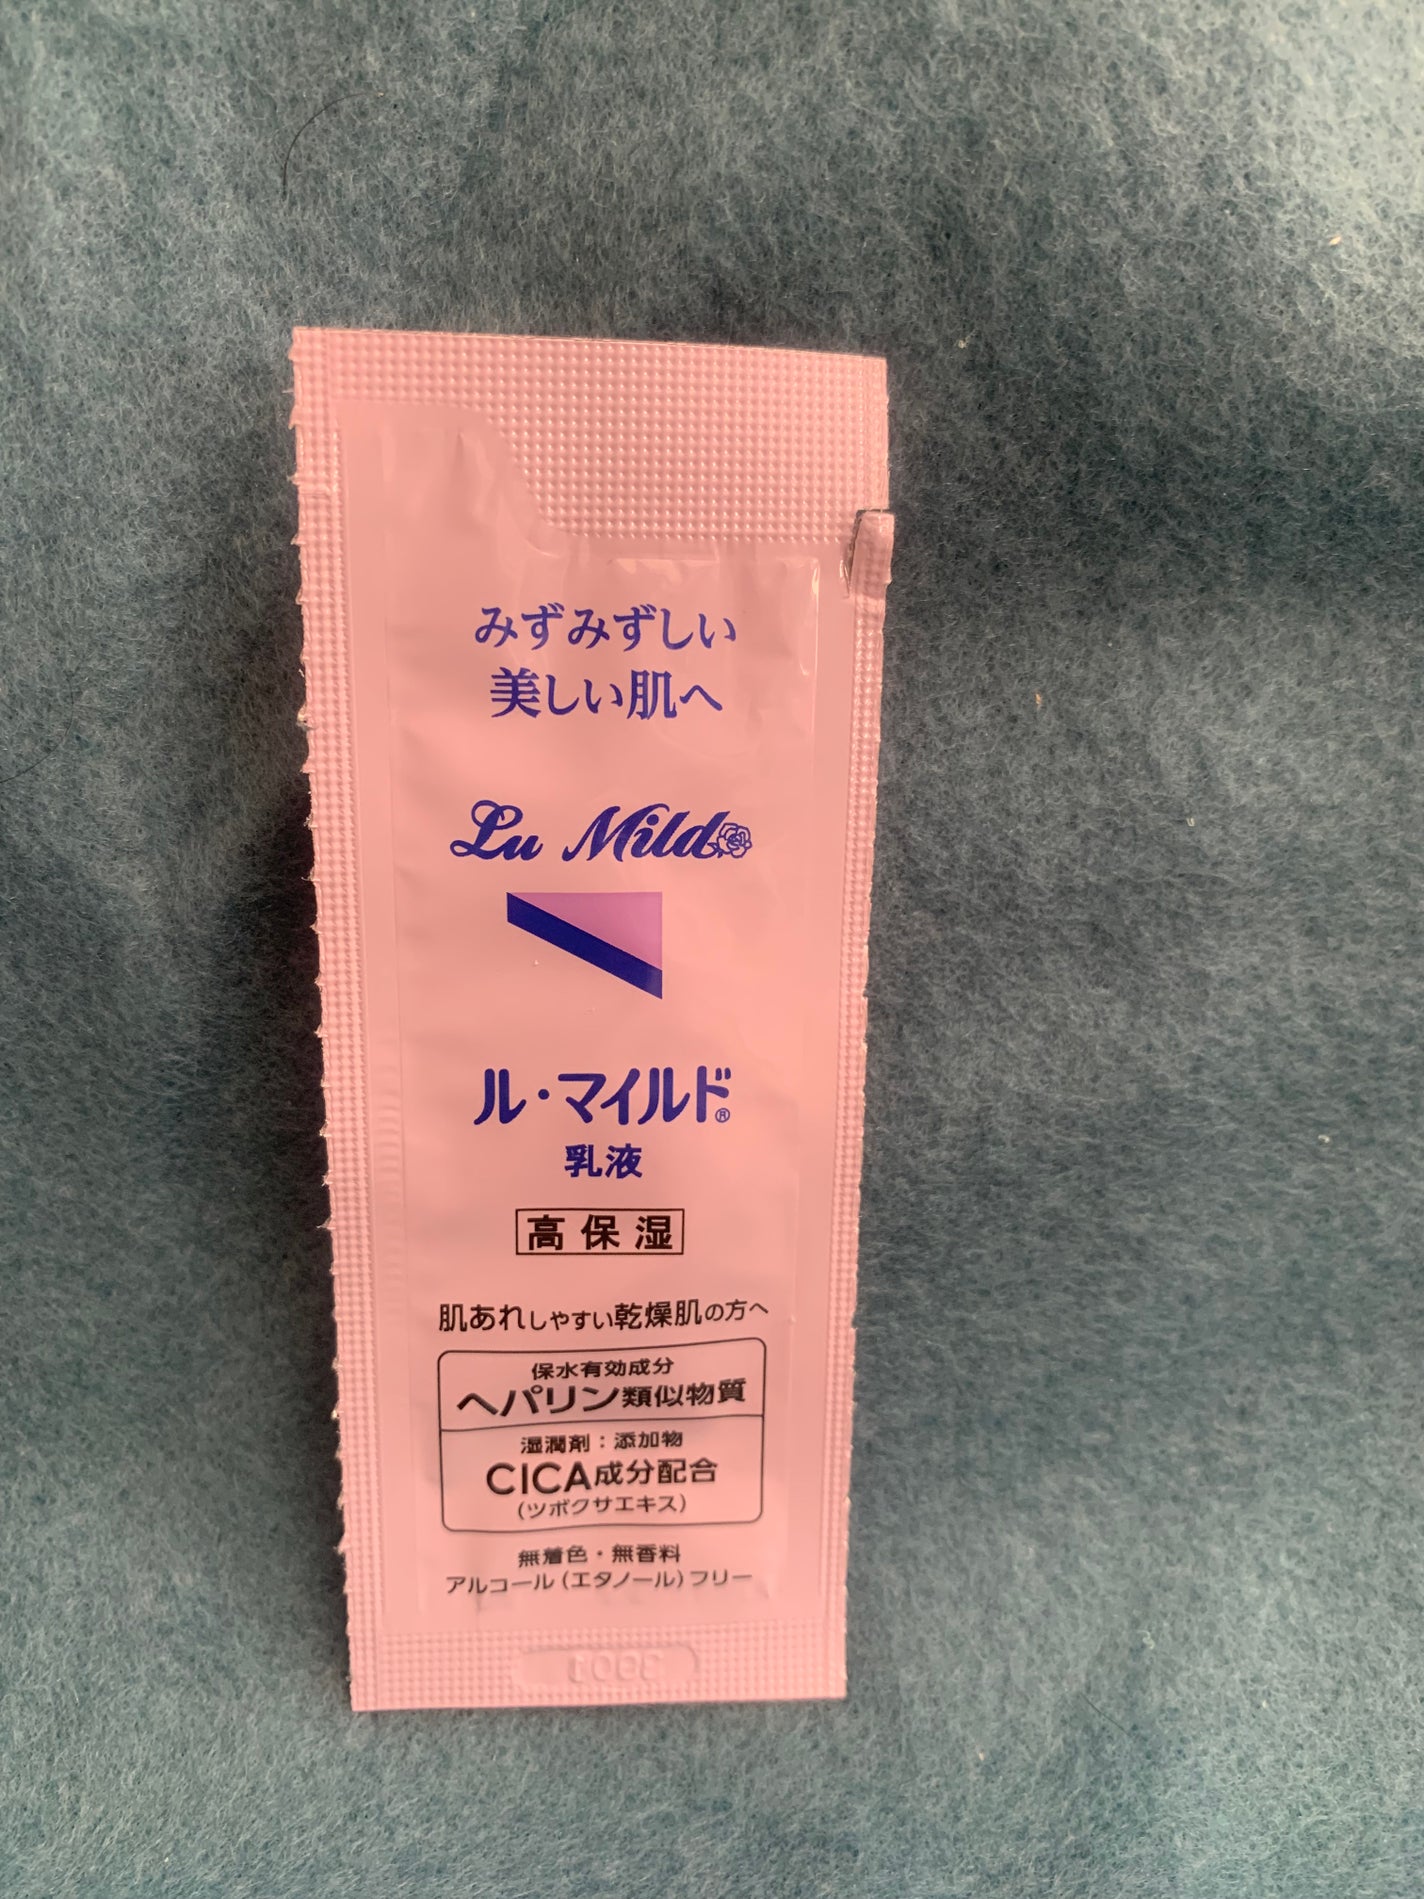 みずみずしい
美しい肌へ
Lu Mild
ル・マイルド®
乳液
高保湿
肌あれしやすい乾燥肌の方へ
保水有効成分
ヘパリン類似物質
湿潤剤：添加物
CICA成分配合
(ツボクサエキス)
無着色・無香料
アルコール(エタノール)フリー